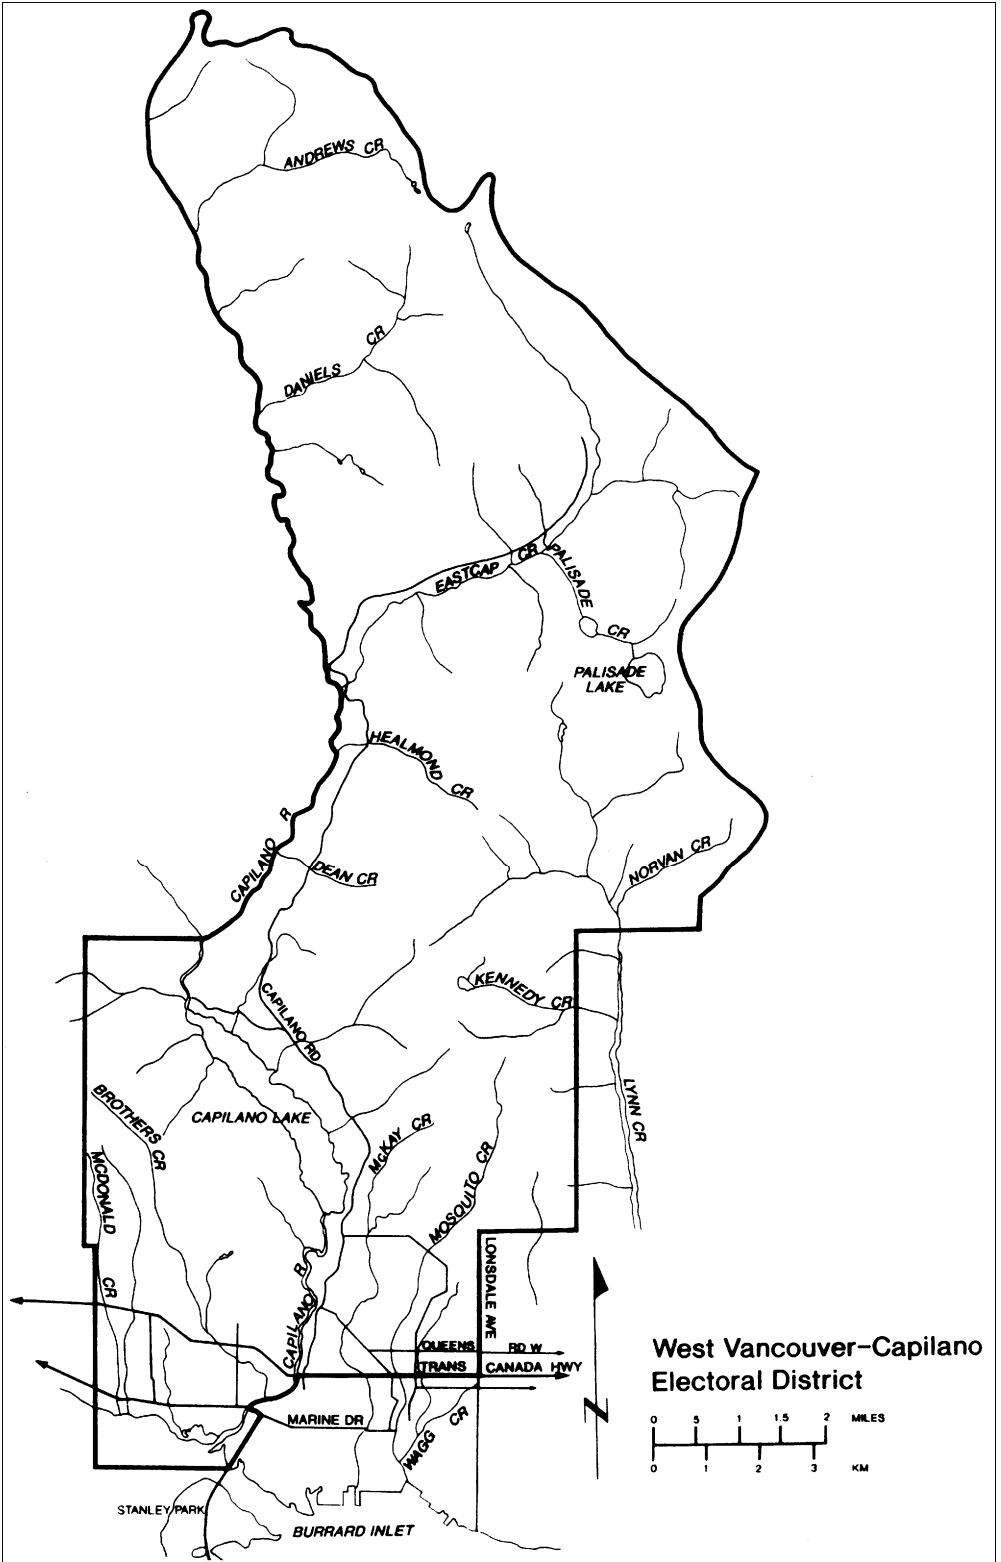 ANDREWS CR
DANIELS CR
EASTCAP CR
PALISADE CR
PALISADE
LAKE
HEALMOND CR
CAPILANO R
DEAN CR
NORVAN CR
KENNEDY CR
CAPILANO RD
LYNN CR
BROTHERS CR
CAPILANO LAKE
McKAY CR
MCDONALD CR
MOSQUITO CR
LONSDALE AVE
CAPILANO R
QUEENS RD W
TRANS CANADA HWY
MARINE DR
WAGG CR
STANLEY PARK
BURRARD INLET
N
West Vancouver-Capilano
Electoral District
0 5 1 1.5 2 MILES
0 1 2 3 KM